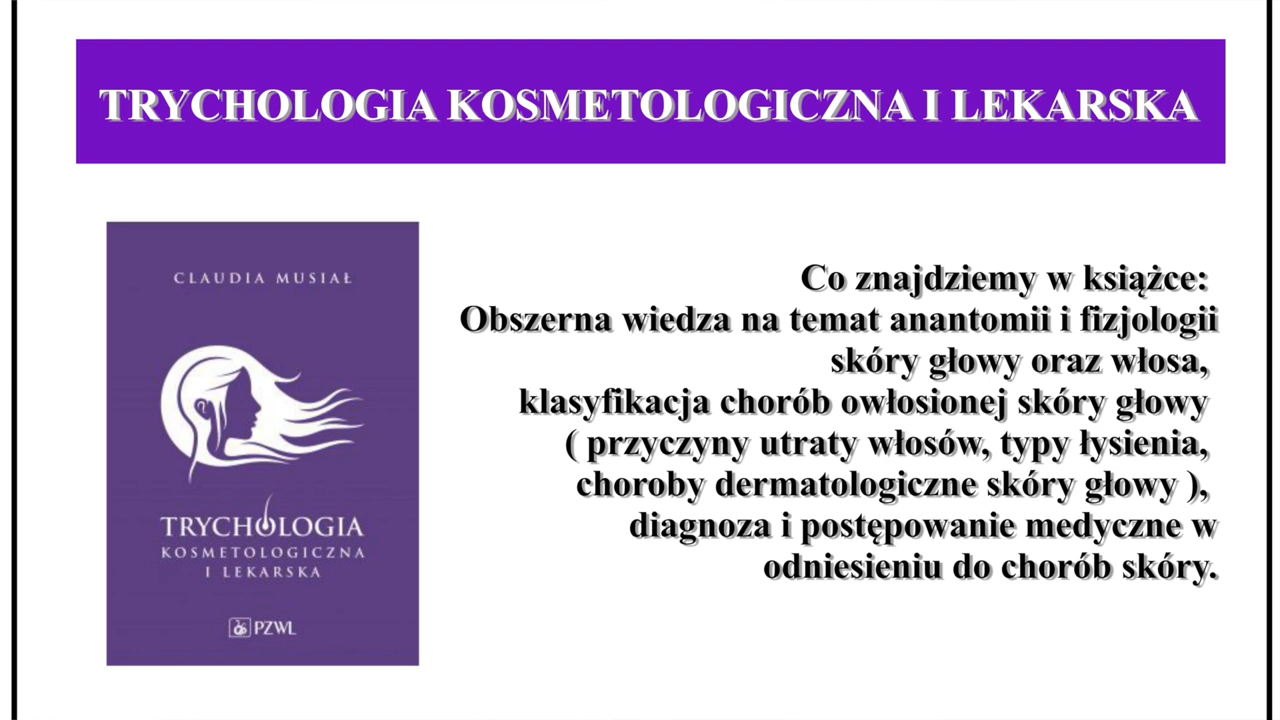 TRYCHOLOGIA KOSMETOLOGICZNA I LEKARSKA
CLAUDIA MUSIAŁ
TRYCHOLOGIA
KOSMETOLOGICZNA
I LEKARSKA
PZWL
Co znajdziemy w książce:
Obszerna wiedza na temat anantomii i fizjologii
skóry głowy oraz włosa,
klasyfikacja chorób owłosionej skóry głowy
( przyczyny utraty włosów, typy łysienia,
choroby dermatologiczne skóry głowy ),
diagnoza i postępowanie medyczne w
odniesieniu do chorób skóry.